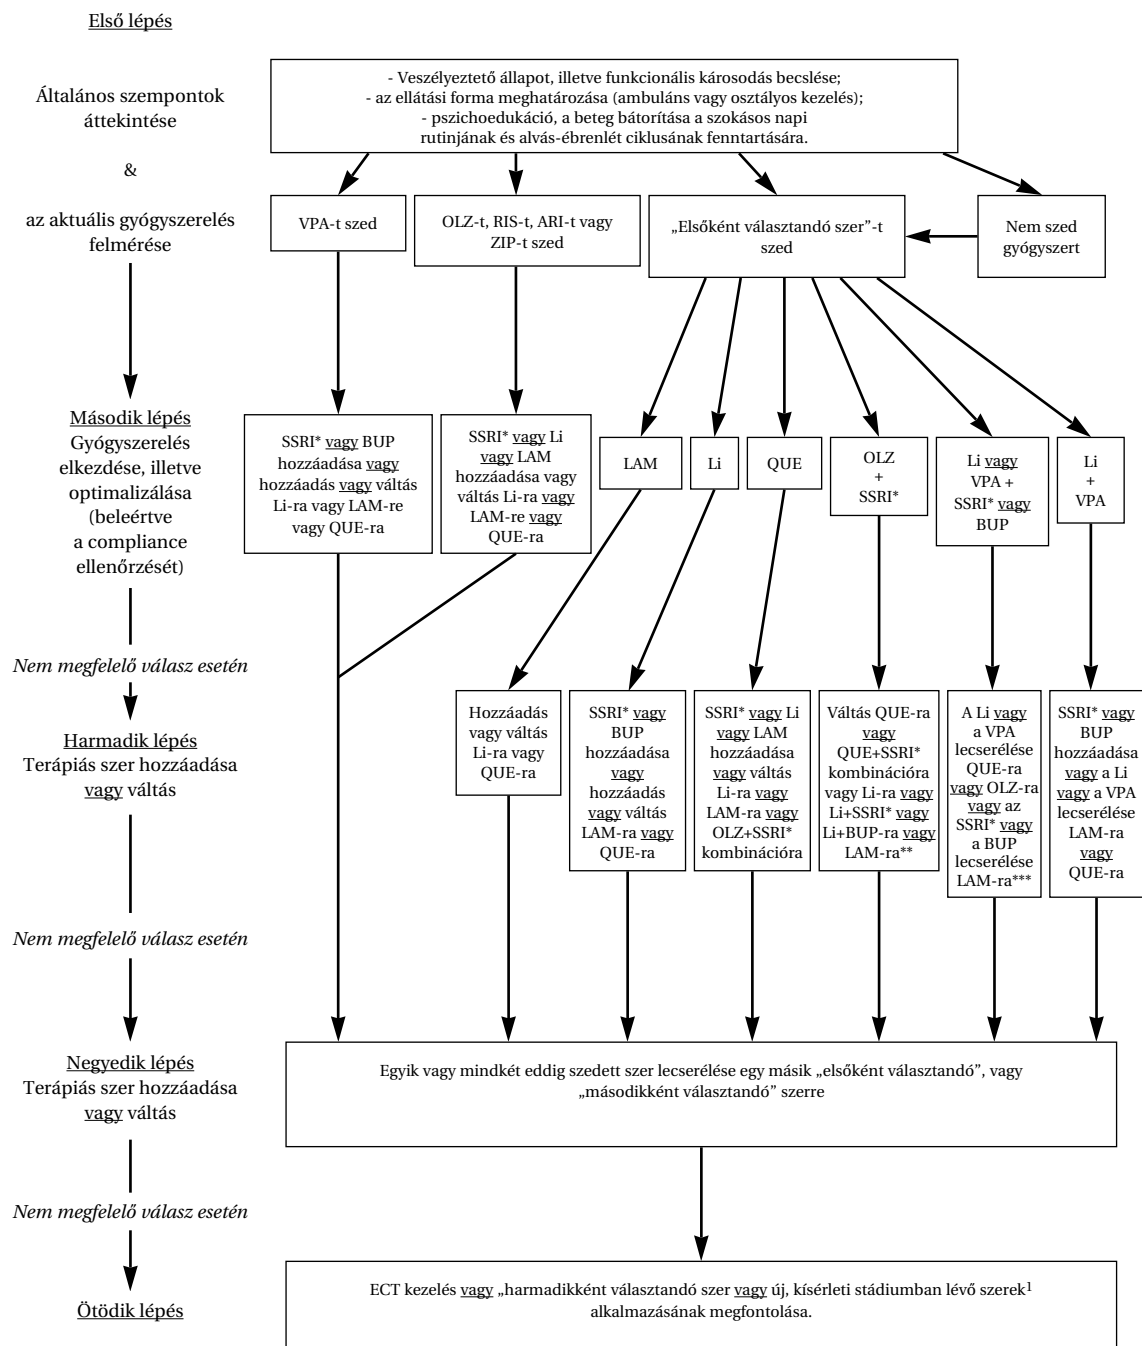 Első lépés
Általános szempontok
áttekintése
&
az aktuális gyógyszerelés
felmérése
- Veszélyeztető állapot, illetve funkcionális károsodás becslése;
- az ellátási forma meghatározása (ambuláns vagy osztályos kezelés);
- pszichoedukáció, a beteg bátorítása a szokásos napi
rutinjának és alvás-ébrenlét ciklusának fenntartására.
VPA-t szed
OLZ-t, RIS-t, ARI-t vagy
ZIP-t szed
„Elsőként választandó szer”-t
szed
Nem szed
gyógyszert
Második lépés
Gyógyszerelés
elkezdése, illetve
optimalizálása
(beleértve
a compliance
ellenőrzését)
SSRI* vagy BUP
hozzáadása vagy
hozzáadás vagy váltás
Li-ra vagy LAM-re
vagy QUE-ra
SSRI* vagy Li
vagy LAM
hozzáadása vagy
váltás Li-ra vagy
LAM-re vagy
QUE-ra
LAM
Li
QUE
OLZ
+
SSRI*
Li vagy
VPA +
SSRI* vagy
BUP
Li
+
VPA
Nem megfelelő válasz esetén
Harmadik lépés
Terápiás szer hozzáadása
vagy váltás
Hozzáadás
vagy váltás
Li-ra vagy
QUE-ra
SSRI* vagy
BUP
hozzáadása
vagy
hozzáadás
vagy váltás
LAM-ra vagy
QUE-ra
SSRI* vagy Li
vagy LAM
hozzáadása
vagy váltás
Li-ra vagy
LAM-ra vagy
OLZ+SSRI*
kombinációra
Váltás QUE-ra
vagy
QUE+SSRI*
kombinációra
vagy Li-ra vagy
Li+SSRI* vagy
Li+BUP-ra vagy
LAM-ra**
A Li vagy
a VPA
lecserélése
QUE-ra
vagy OLZ-ra
vagy az
SSRI* vagy
a BUP
lecserélése
LAM-ra***
SSRI* vagy
BUP
hozzáadása
vagy a Li
vagy a VPA
lecserélése
LAM-ra
vagy
QUE-ra
Nem megfelelő válasz esetén
Negyedik lépés
Terápiás szer hozzáadása
vagy váltás
Egyik vagy mindkét eddig szedett szer lecserélése egy másik „elsőként választandó”, vagy
„másodikként választandó” szerre
Nem megfelelő válasz esetén
Ötödik lépés
ECT kezelés vagy „harmadikként választandó szer vagy új, kísérleti stádiumban lévő szerek¹
alkalmazásának megfontolása.